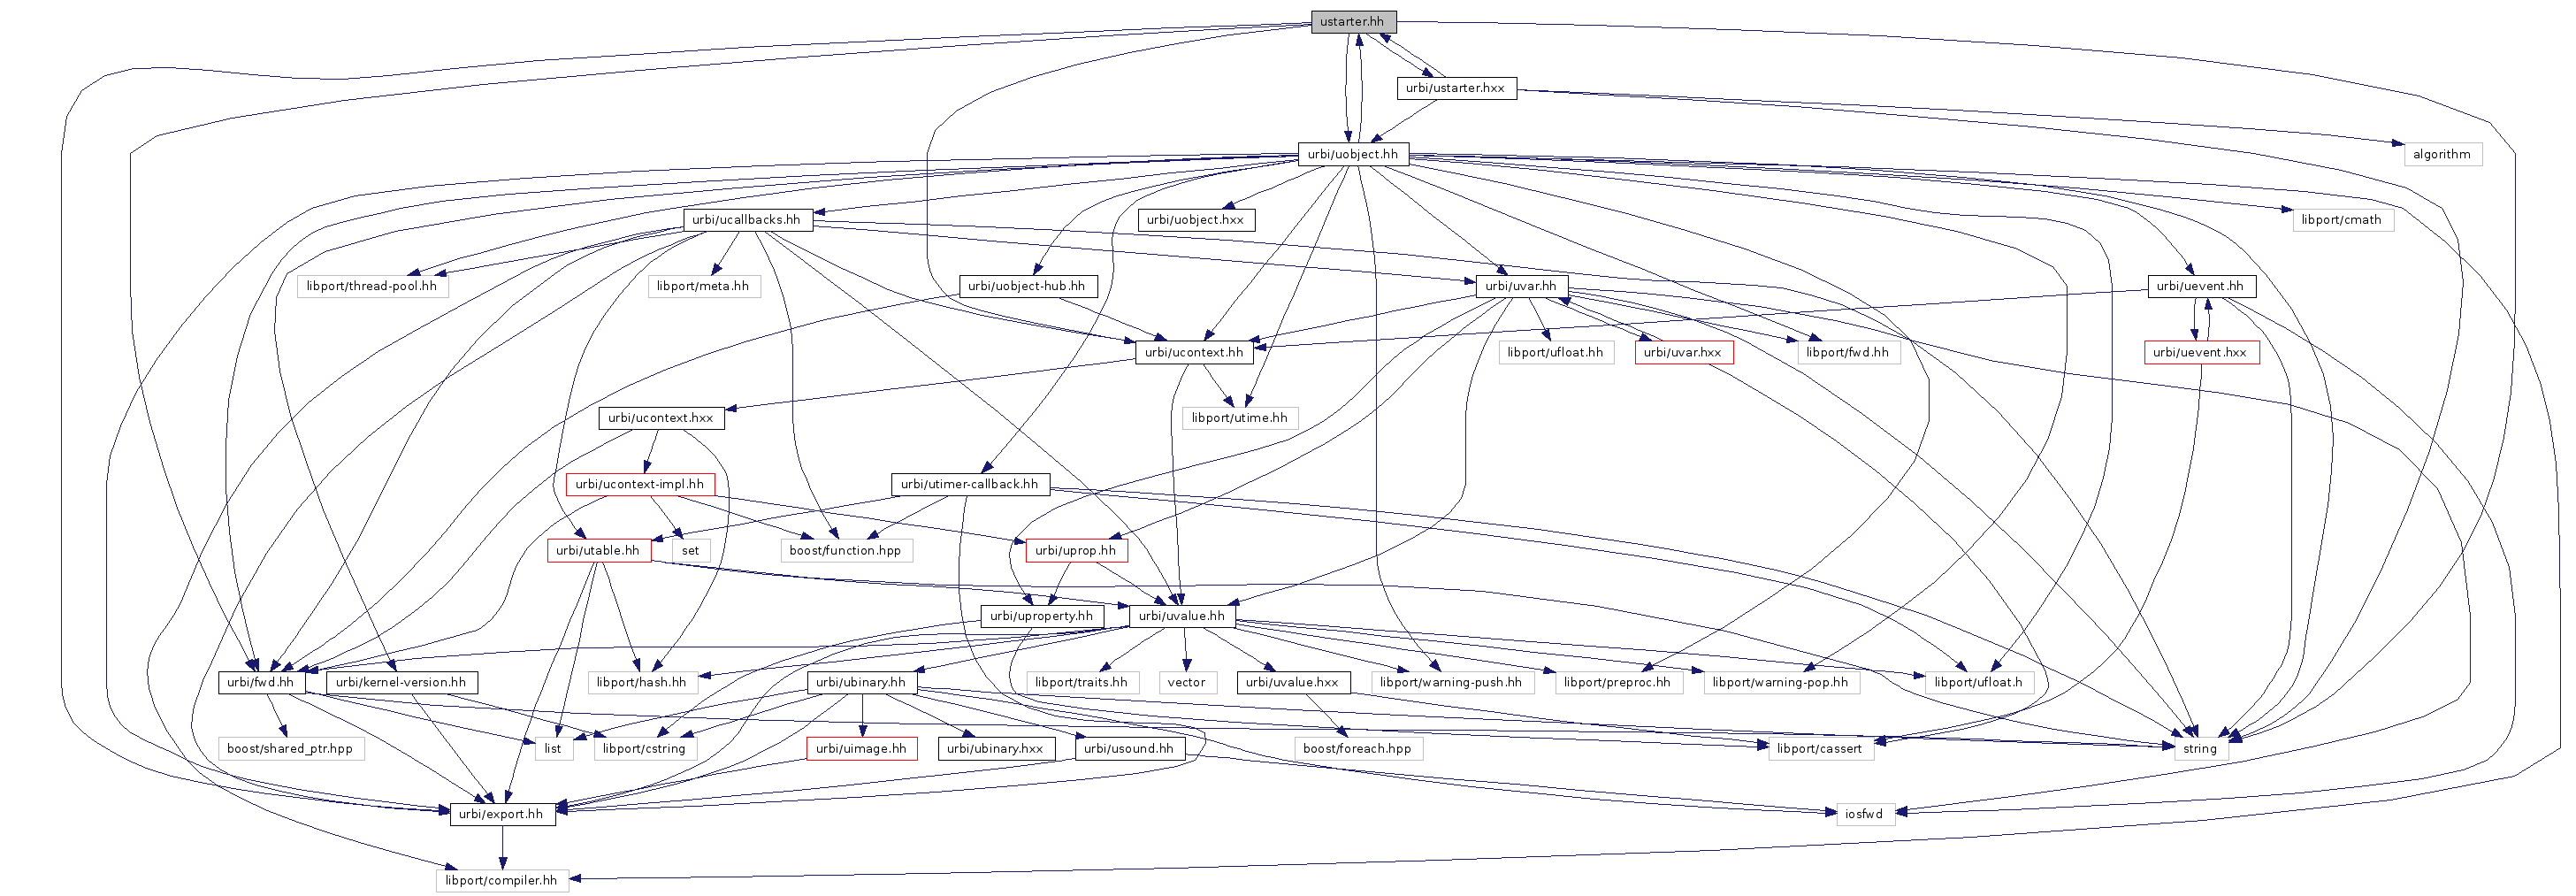 ustarter.hh
urbi/ustarter.hxx
urbi/uobject.hh
algorithm
urbi/ucallbacks.hh
urbi/uobject.hxx
libport/cmath
libport/thread-pool.hh
libport/meta.hh
urbi/uobject-hub.hh
urbi/uvar.hh
urbi/uevent.hh
urbi/ucontext.hh
libport/ufloat.hh
urbi/uvar.hxx
libport/fwd.hh
urbi/uevent.hxx
urbi/ucontext.hxx
libport/utime.hh
urbi/ucontext-impl.hh
urbi/utimer-callback.hh
urbi/utable.hh
set
boost/function.hpp
urbi/uprop.hh
urbi/uproperty.hh
urbi/uvalue.hh
urbi/fwd.hh
urbi/kernel-version.hh
libport/hash.hh
urbi/ubinary.hh
libport/traits.hh
vector
urbi/uvalue.hxx
libport/warning-push.hh
libport/preproc.hh
libport/warning-pop.hh
libport/ufloat.h
boost/shared_ptr.hpp
list
libport/cstring
urbi/uimage.hh
urbi/ubinary.hxx
urbi/usound.hh
boost/foreach.hpp
libport/cassert
string
urbi/export.hh
iosfwd
libport/compiler.hh